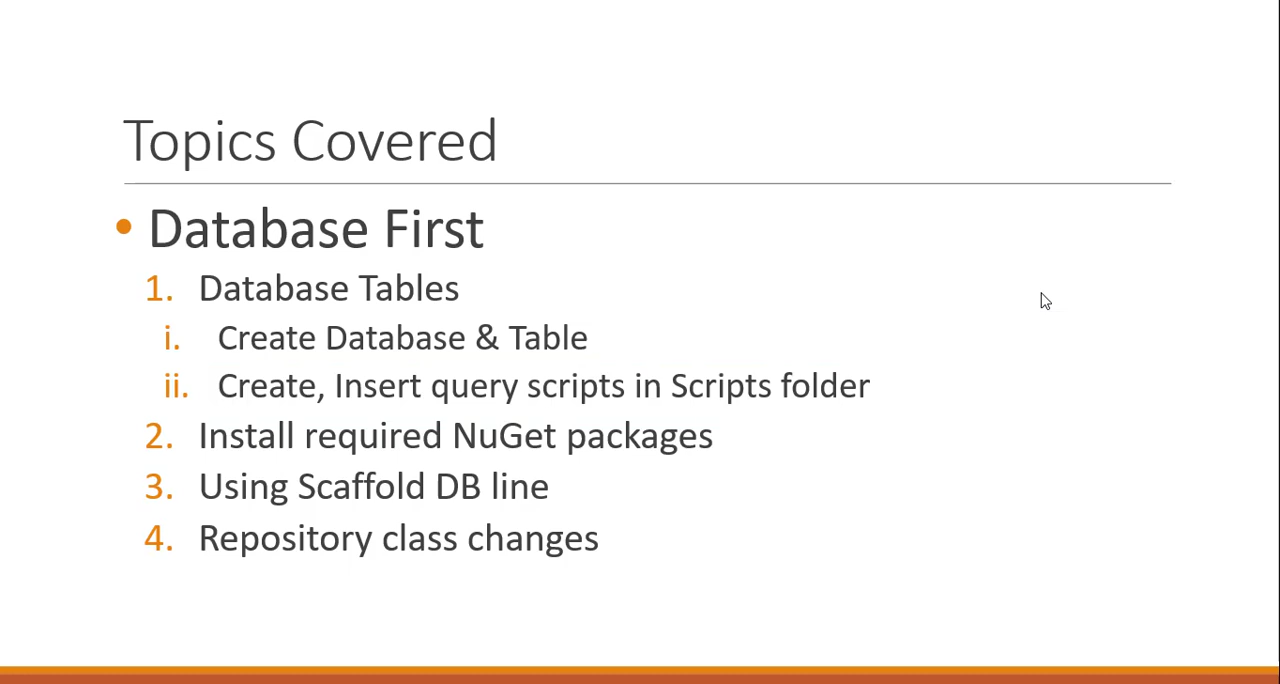 Topics Covered
• Database First
1. Database Tables
i. Create Database & Table
ii. Create, Insert query scripts in Scripts folder
2. Install required NuGet packages
3. Using Scaffold DB line
4. Repository class changes